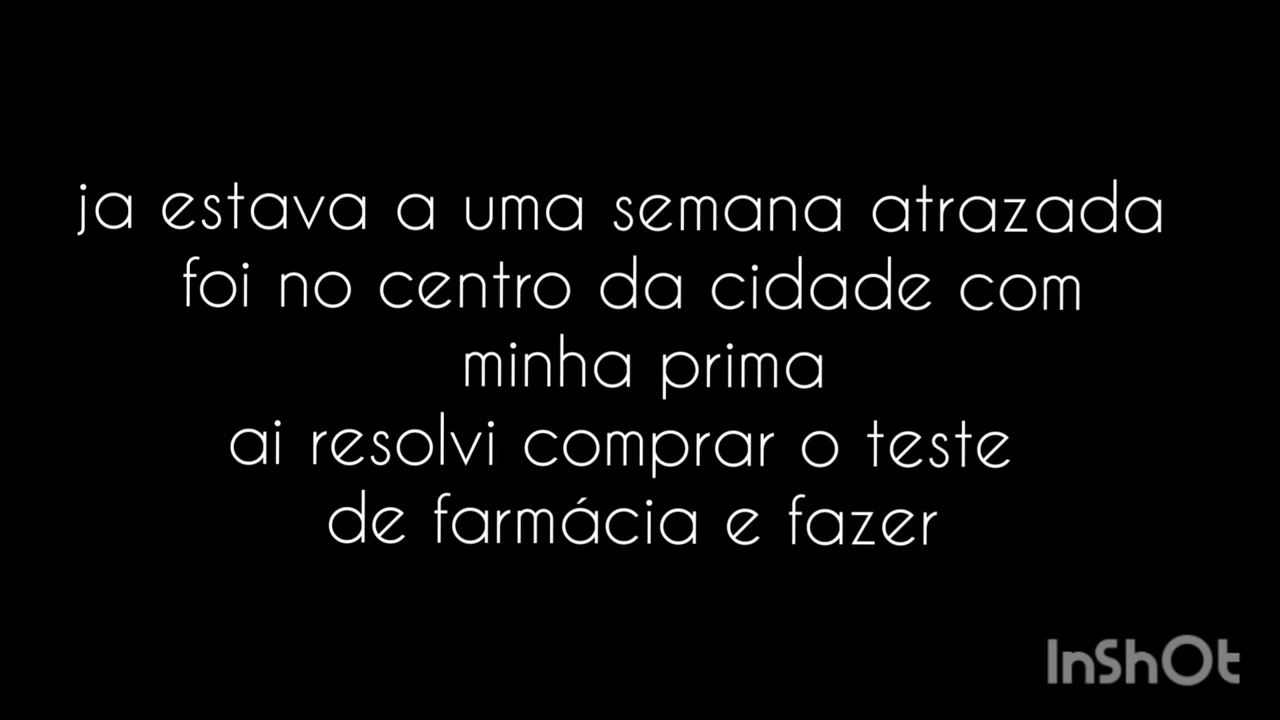 ja estava a uma semana atrazada
foi no centro da cidade com
minha prima
ai resolvi comprar o teste
de farmácia e fazer
InShOt